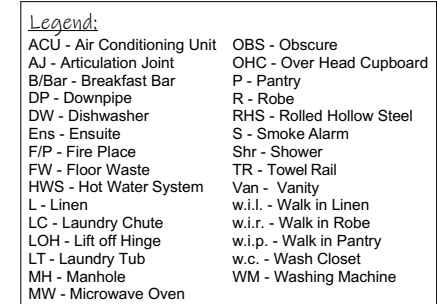 Legend:
ACU - Air Conditioning Unit
AJ - Articulation Joint
B/Bar - Breakfast Bar
DP - Downpipe
DW - Dishwasher
Ens - Ensuite
F/P - Fire Place
FW - Floor Waste
HWS - Hot Water System
L - Linen
LC - Laundry Chute
LOH - Lift off Hinge
LT - Laundry Tub
MH - Manhole
MW - Microwave Oven
OBS - Obscure
OHC - Over Head Cupboard
P - Pantry
R - Robe
RHS - Rolled Hollow Steel
S - Smoke Alarm
Shr - Shower
TR - Towel Rail
Van - Vanity
w.i.l. - Walk in Linen
w.i.r. - Walk in Robe
w.i.p. - Walk in Pantry
w.c. - Wash Closet
WM - Washing Machine